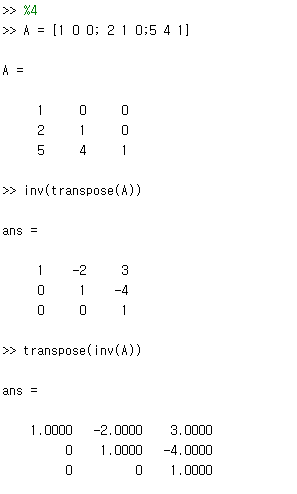 >> %4
>> A = [1 0 0; 2 1 0;5 4 1]
A =
1 0 0
2 1 0
5 4 1
>> inv(transpose(A))
ans =
1 -2 3
0 1 -4
0 0 1
>> transpose(inv(A))
ans =
1.0000 -2.0000 3.0000
0 1.0000 -4.0000
0 0 1.0000